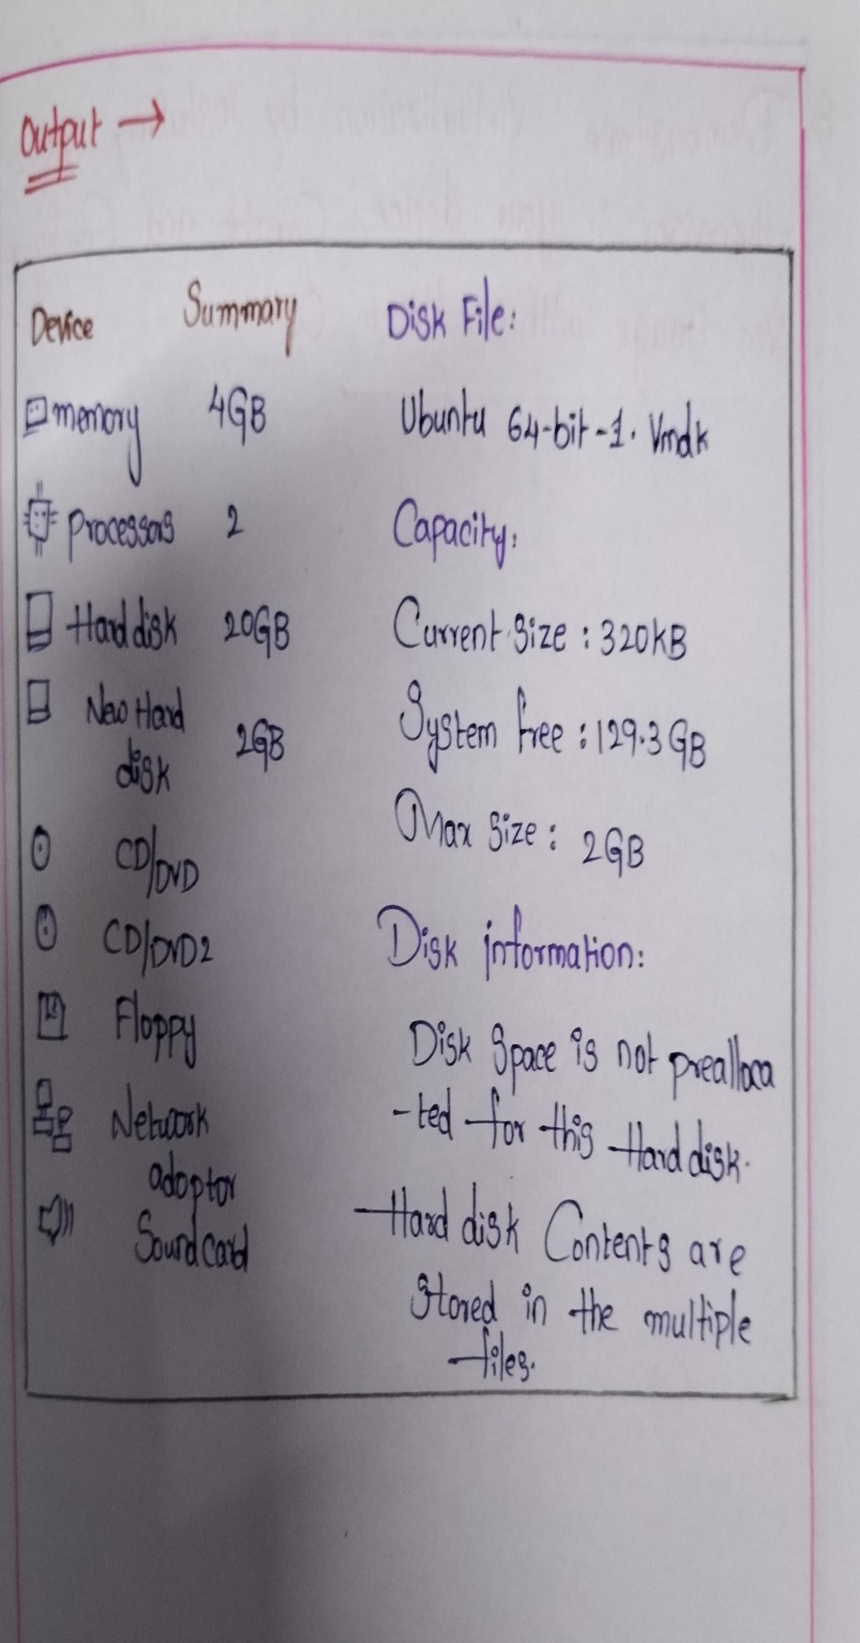 Output →
Device Summary
memory 4GB
Processors 2
Hard disk 20GB
New Hard
disk 2GB
CD/DVD
CD/DVD2
Floppy
Network
adoptor
Sound Card
Disk File:
Ubuntu 64-bit-1. Vmdk
Capacity:
Current Size : 320KB
System free : 129.3 GB
Max Size : 2GB
Disk information:
Disk Space is not prealloca
-ted for this Hard disk.
Hard disk Contents are
Stored in the multiple
files.